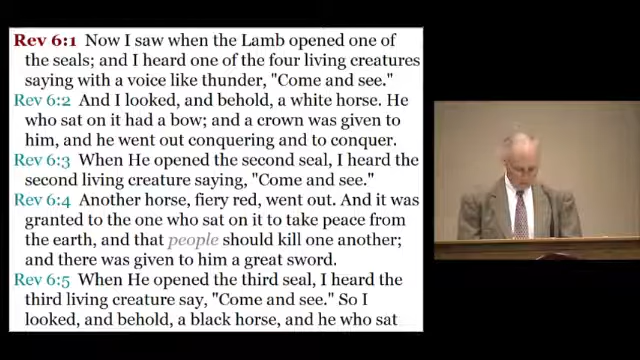 Rev 6:1 Now I saw when the Lamb opened one of
the seals; and I heard one of the four living creatures
saying with a voice like thunder, "Come and see."
Rev 6:2 And I looked, and behold, a white horse. He
who sat on it had a bow; and a crown was given to
him, and he went out conquering and to conquer.
Rev 6:3 When He opened the second seal, I heard the
second living creature saying, "Come and see."
Rev 6:4 Another horse, fiery red, went out. And it was
granted to the one who sat on it to take peace from
the earth, and that people should kill one another;
and there was given to him a great sword.
Rev 6:5 When He opened the third seal, I heard the
third living creature say, "Come and see." So I
looked, and behold, a black horse, and he who sat